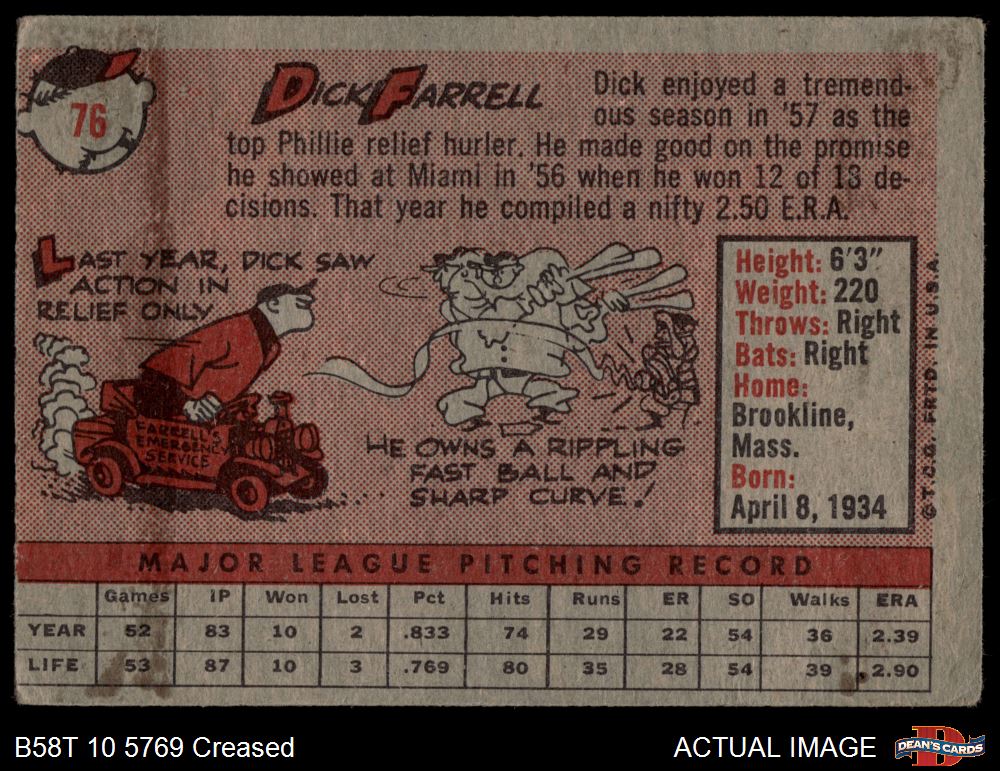 76
DICK FARRELL
Dick enjoyed a tremend-
ous season in '57 as the
top Phillie relief hurler. He made good on the promise
he showed at Miami in '56 when he won 12 of 13 de-
cisions. That year he compiled a nifty 2.50 E.R.A.
LAST YEAR, DICK SAW
ACTION IN
RELIEF ONLY
FARRELL'S
EMERGENCY
SERVICE
HE OWNS A RIPPLING
FAST BALL AND
SHARP CURVE!
Height: 6'3"
Weight: 220
Throws: Right
Bats: Right
Home:
Brookline,
Mass.
Born:
April 8, 1934
© T.C.G. PRTD. IN U.S.A.
MAJOR LEAGUE PITCHING RECORD
Games IP Won Lost Pct Hits Runs ER SO Walks ERA
YEAR 52 83 10 2 .833 74 29 22 54 36 2.39
LIFE 53 87 10 3 .769 80 35 28 54 39 2.90
B58T 10 5769 Creased
ACTUAL IMAGE
DEAN'S CARDS